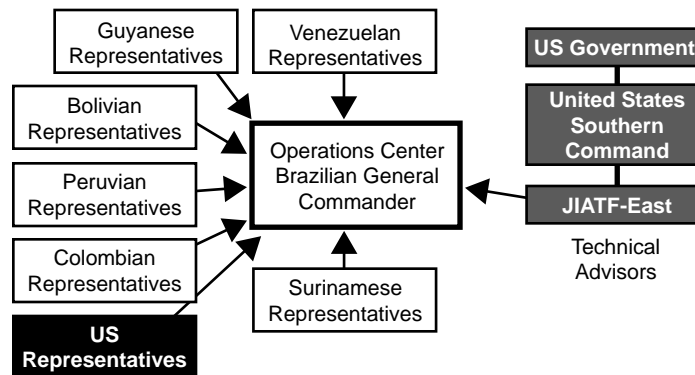 Guyanese
Representatives
Venezuelan
Representatives
US Government
Bolivian
Representatives
United States
Southern
Command
Operations Center
Brazilian General
Commander
Peruvian
Representatives
JIATF-East
Technical
Advisors
Colombian
Representatives
Surinamese
Representatives
US
Representatives